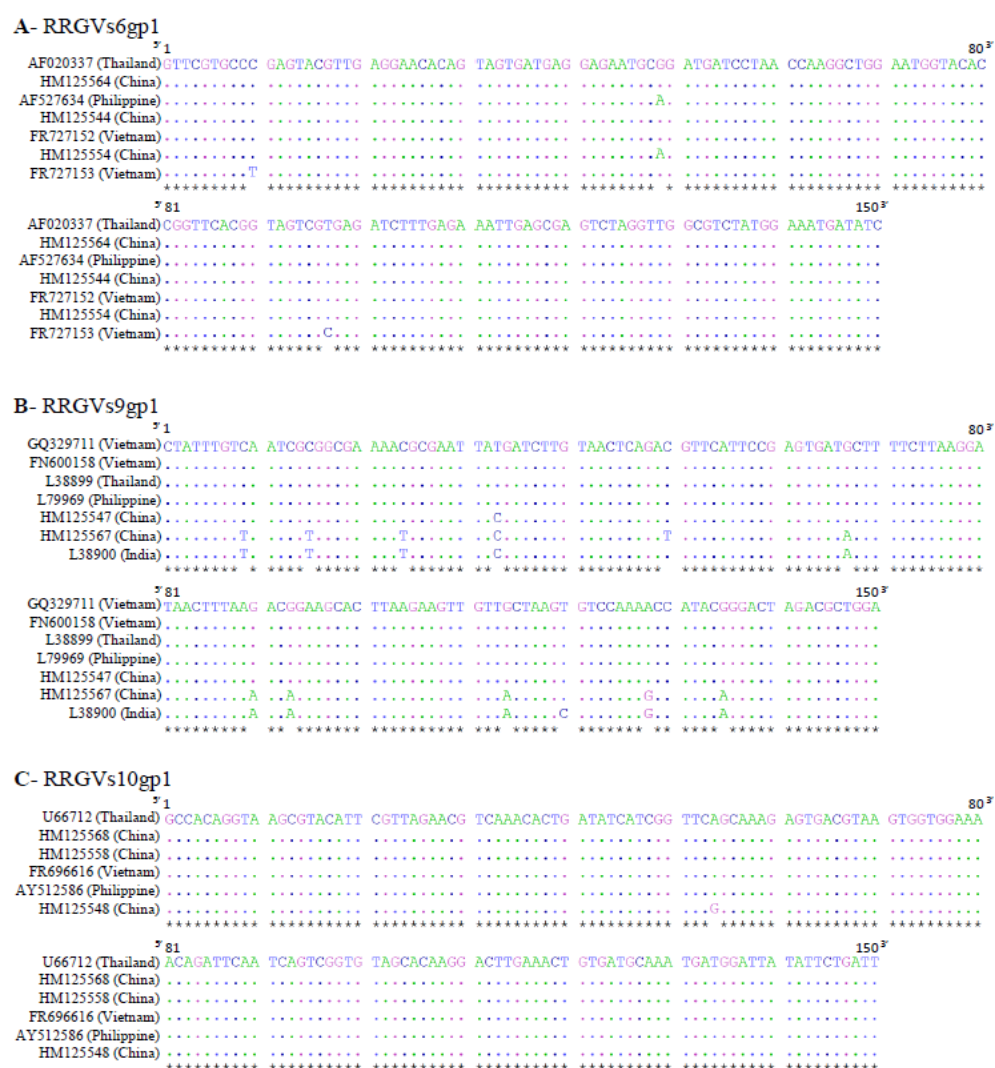 A- RRGVs6gp1
5' 1 80 3'
AF020337 (Thailand) GTTCGTGCCC GAGTACGTTG AGGAACACAG TAGTGATGAG GAGAATGCGG ATGATCCTAA CCAAGGCTGG AATGGTACAC
HM125564 (China) .......... .......... .......... .......... .......... .......... .......... ..........
AF527634 (Philippine) .......... .......... .......... .......... ........A. .......... .......... ..........
HM125544 (China) .......... .......... .......... .......... .......... .......... .......... ..........
FR727152 (Vietnam) .......... .......... .......... .......... .......... .......... .......... ..........
HM125554 (China) .......... .......... .......... .......... ........A. .......... .......... ..........
FR727153 (Vietnam) .........T .......... .......... .......... .......... .......... .......... ..........
*********  ********** ********** ********** ******** * ********** ********** **********
5' 81 150 3'
AF020337 (Thailand) CGGTTCACGG TAGTCGTGAG ATCTTTGAGA AATTGAGCGA GTCTAGGTTG GCGTCTATGG AAATGATATC
HM125564 (China) .......... .......... .......... .......... .......... .......... ..........
AF527634 (Philippine) .......... .......... .......... .......... .......... .......... ..........
HM125544 (China) .......... .......... .......... .......... .......... .......... ..........
FR727152 (Vietnam) .......... .......... .......... .......... .......... .......... ..........
HM125554 (China) .......... .......... .......... .......... .......... .......... ..........
FR727153 (Vietnam) .......... ......C... .......... .......... .......... .......... ..........
********** ****** *** ********** ********** ********** ********** **********
B- RRGVs9gp1
5' 1 80 3'
GQ329711 (Vietnam) CTATTTGTCA ATCGCGGCGA AAACGCGAAT TATGATCTTG TAACTCAGAC GTTCATTCCG AGTGATGCTT TTCTTAAGGA
FN600158 (Vietnam) .......... .......... .......... .......... .......... .......... .......... ..........
L38899 (Thailand) .......... .......... .......... .......... .......... .......... .......... ..........
L79969 (Philippine) .......... .......... .......... .......... .......... .......... .......... ..........
HM125547 (China) .......... .......... .......... ..C....... .......... .......... .......... ..........
HM125567 (China) ........T. ....T..... ...T...... ..C....... .........T .......... ......A... ..........
L38900 (India) ........T. ....T..... ...T...... ..C....... .......... .......... ......A... ..........
******** * **** ***** *** ****** ** ******* *********  ********** ****** *** **********
5' 81 150 3'
GQ329711 (Vietnam) TAACTTTAAG ACGGAAGCAC TTAAGAAGTT GTTGCTAAGT GTCCAAAACC ATACGGGACT AGACGCTGGA
FN600158 (Vietnam) .......... .......... .......... .......... .......... .......... ..........
L38899 (Thailand) .......... .......... .......... .......... .......... .......... ..........
L79969 (Philippine) .......... .......... .......... .......... .......... .......... ..........
HM125547 (China) .......... .......... .......... .......... .......... .......... ..........
HM125567 (China) .........A ..A....... .......... ...A...... .......G.. ....A..... ..........
L38900 (India) .........A ..A....... .......... ...A.....C .......G.. ....A..... ..........
*********  ** ******* ********** *** *****  ******* ** **** ***** **********
C- RRGVs10gp1
5' 1 80 3'
U66712 (Thailand) GCCACAGGTA AGCGTACATT CGTTAGAACG TCAAACACTG ATATCATCGG TTCAGCAAAG AGTGACGTAA GTGGTGGAAA
HM125568 (China) .......... .......... .......... .......... .......... .......... .......... ..........
HM125558 (China) .......... .......... .......... .......... .......... .......... .......... ..........
FR696616 (Vietnam) .......... .......... .......... .......... .......... .......... .......... ..........
AY512586 (Philippine) .......... .......... .......... .......... .......... .......... .......... ..........
HM125548 (China) .......... .......... .......... .......... .......... ...G...... .......... ..........
********** ********** ********** ********** ********** *** ****** ********** **********
5' 81 150 3'
U66712 (Thailand) ACAGATTCAA TCAGTCGGTG TAGCACAAGG ACTTGAAACT GTGATGCAAA TGATGGATTA TATTCTGATT
HM125568 (China) .......... .......... .......... .......... .......... .......... ..........
HM125558 (China) .......... .......... .......... .......... .......... .......... ..........
FR696616 (Vietnam) .......... .......... .......... .......... .......... .......... ..........
AY512586 (Philippine) .......... .......... .......... .......... .......... .......... ..........
HM125548 (China) .......... .......... .......... .......... .......... .......... ..........
********** ********** ********** ********** ********** ********** **********